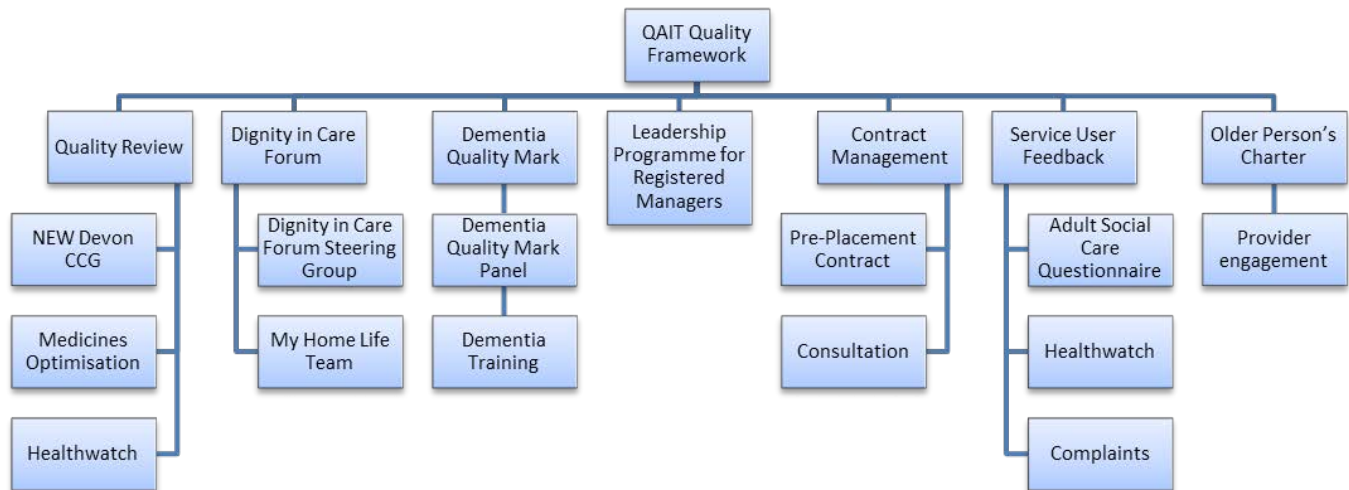 QAIT Quality
Framework
Quality Review
Dignity in Care
Forum
Dementia
Quality Mark
Leadership
Programme for
Registered
Managers
Contract
Management
Service User
Feedback
Older Person's
Charter
NEW Devon
CCG
Dignity in Care
Forum Steering
Group
Dementia
Quality Mark
Panel
Pre-Placement
Contract
Adult Social
Care
Questionnaire
Provider
engagement
Medicines
Optimisation
My Home Life
Team
Dementia
Training
Consultation
Healthwatch
Healthwatch
Complaints